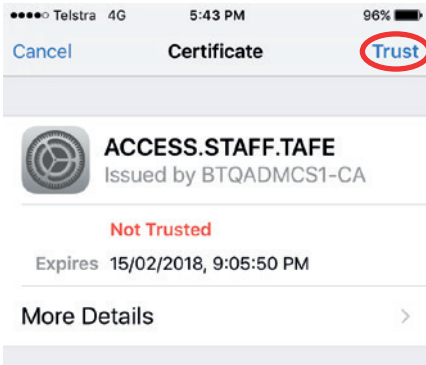 Telstra 4G 5:43 PM 96%
Cancel Certificate Trust
ACCESS.STAFF.TAFE
Issued by BTQADMCS1-CA
Not Trusted
Expires 15/02/2018, 9:05:50 PM
More Details